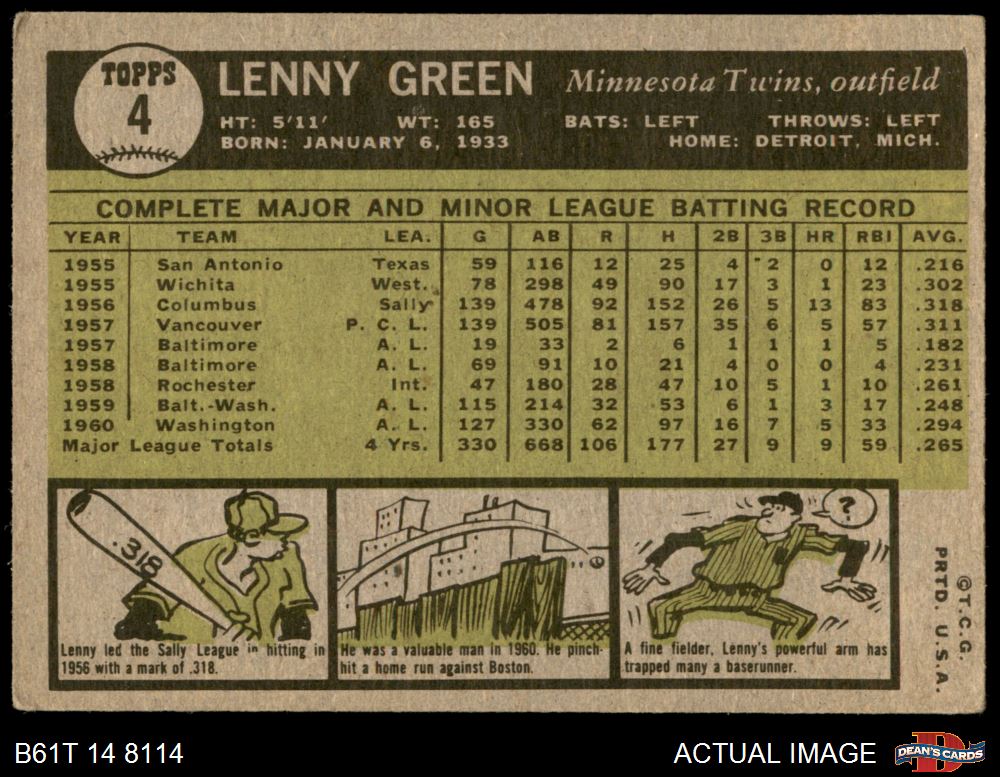 TOPPS
4
LENNY GREEN Minnesota Twins, outfield
HT: 5'11' WT: 165 BATS: LEFT THROWS: LEFT
BORN: JANUARY 6, 1933 HOME: DETROIT, MICH.
COMPLETE MAJOR AND MINOR LEAGUE BATTING RECORD
YEAR TEAM LEA. G AB R H 2B 3B HR RBI AVG.
1955 San Antonio Texas 59 116 12 25 4 2 0 12 .216
1955 Wichita West. 78 298 49 90 17 3 1 23 .302
1956 Columbus Sally 139 478 92 152 26 5 13 83 .318
1957 Vancouver P. C. L. 139 505 81 157 35 6 5 57 .311
1957 Baltimore A. L. 19 33 2 6 1 1 1 5 .182
1958 Baltimore A. L. 69 91 10 21 4 0 0 4 .231
1958 Rochester Int. 47 180 28 47 10 5 1 10 .261
1959 Balt.-Wash. A. L. 115 214 32 53 6 1 3 17 .248
1960 Washington A. L. 127 330 62 97 16 7 5 33 .294
Major League Totals 4 Yrs. 330 668 106 177 27 9 9 59 .265
.318
?
Lenny led the Sally League in hitting in
1956 with a mark of .318.
He was a valuable man in 1960. He pinch-
hit a home run against Boston.
A fine fielder, Lenny's powerful arm has
trapped many a baserunner.
©T.C.G.
PRTD. U.S.A.
B61T 14 8114
ACTUAL IMAGE
D
DEAN'S CARDS